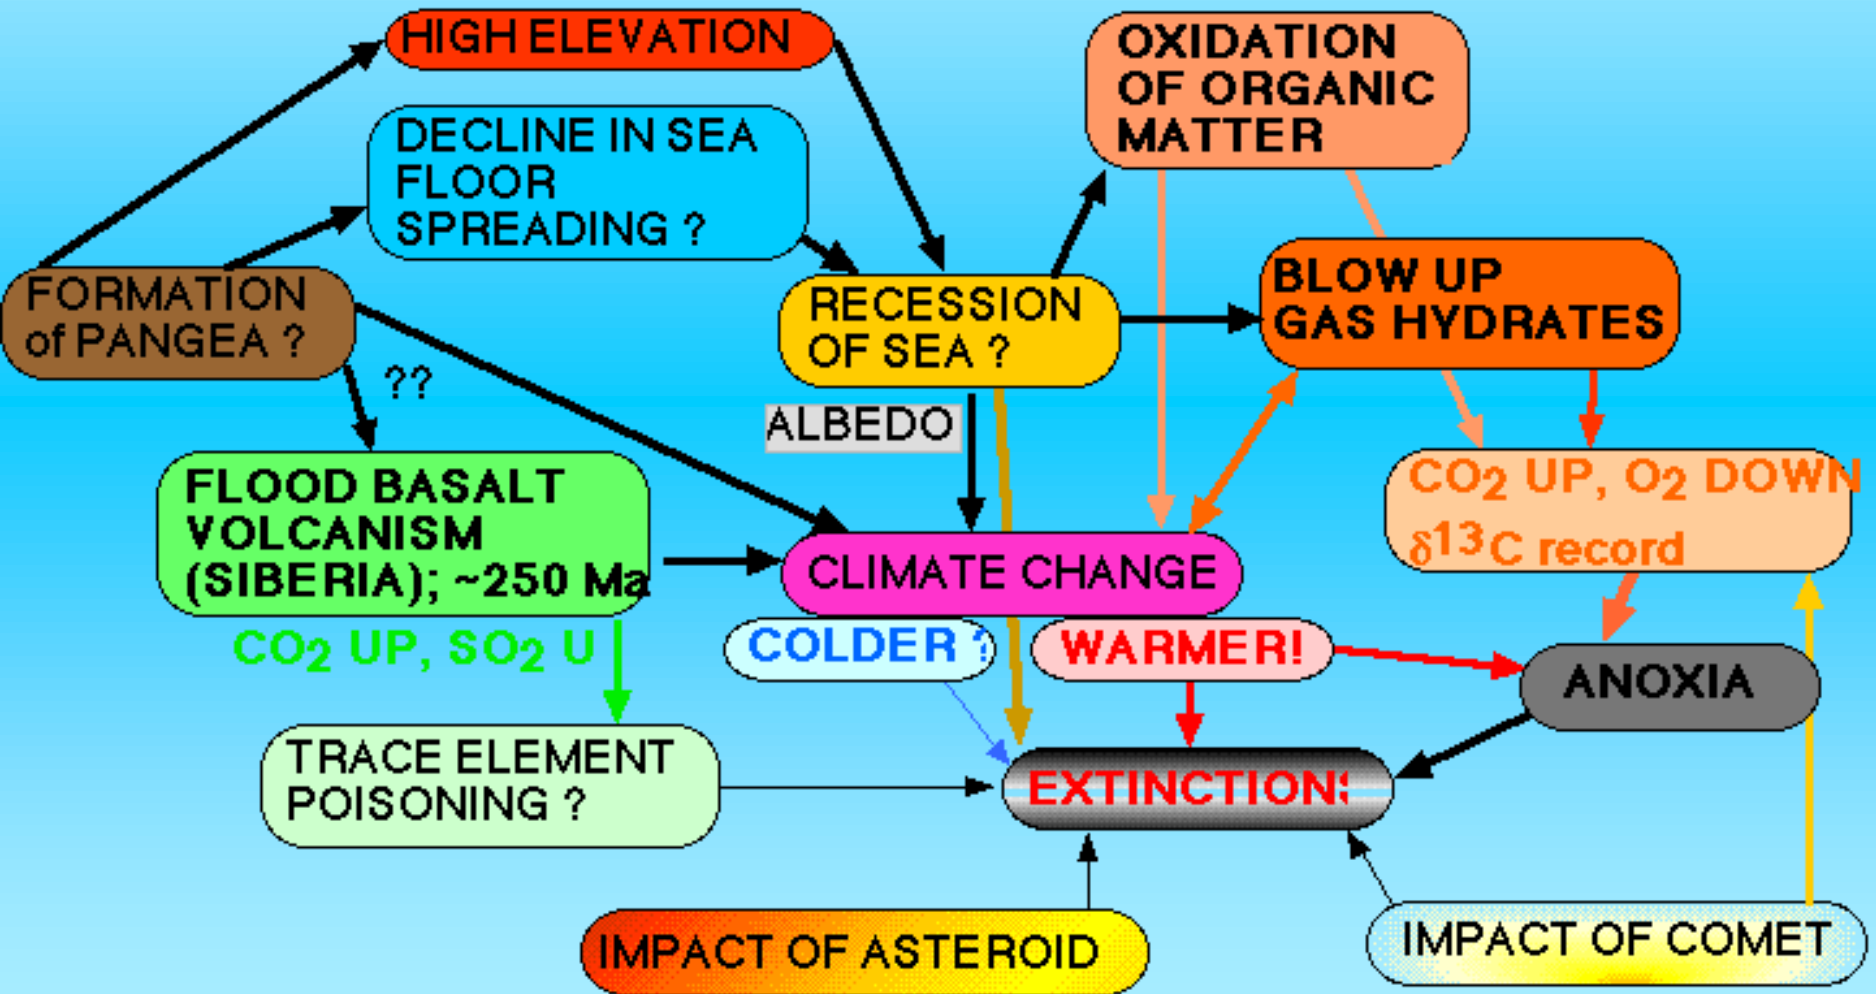 HIGH ELEVATION
OXIDATION
OF ORGANIC
MATTER
DECLINE IN SEA
FLOOR
SPREADING ?
FORMATION
of PANGEA ?
RECESSION
OF SEA ?
BLOW UP
GAS HYDRATES
??
ALBEDO
FLOOD BASALT
VOLCANISM
(SIBERIA); ~250 Ma
CO₂ UP, O₂ DOWN
δ¹³C record
CLIMATE CHANGE
CO₂ UP, SO₂ U
COLDER ?
WARMER!
ANOXIA
TRACE ELEMENT
POISONING ?
EXTINCTION
IMPACT OF ASTEROID
IMPACT OF COMET